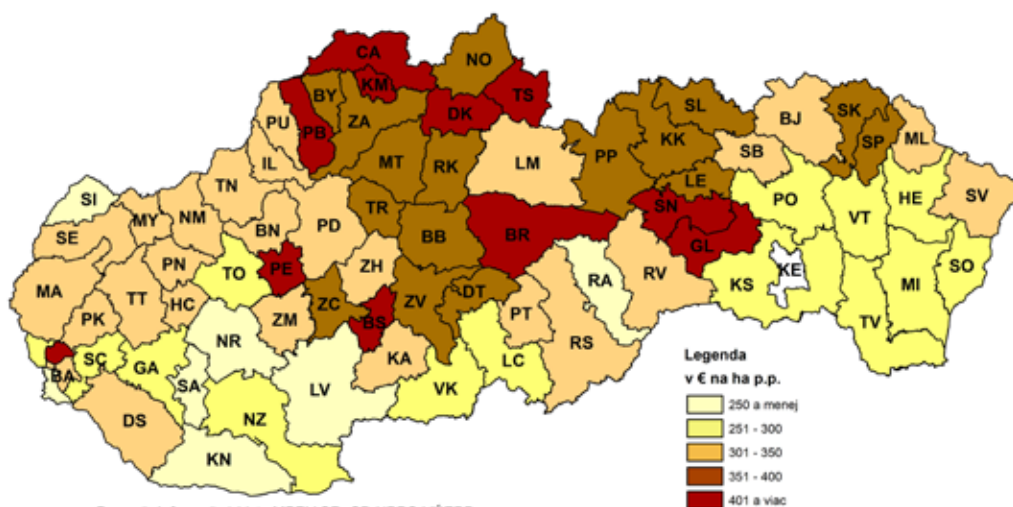 CA
NO
KM
BY
TS
PU
PB
ZA
DK
SL
SK
BJ
KK
SP
ML
IL
MT
RK
LM
PP
SB
TN
LE
SI
MY
NM
TR
SN
PO
HE
SV
SE
BN
PD
BB
BR
VT
GL
PN
TO
PE
ZH
RV
KE
SO
MA
TT
HC
ZC
ZV
DT
RA
KS
MI
PK
ZM
BS
PT
TV
NR
KA
RS
SC
GA
LC
BA
SA
LV
VK
DS
NZ
KN
Legenda
v € na ha p.p.
250 a menej
251 - 300
301 - 350
351 - 400
401 a viac